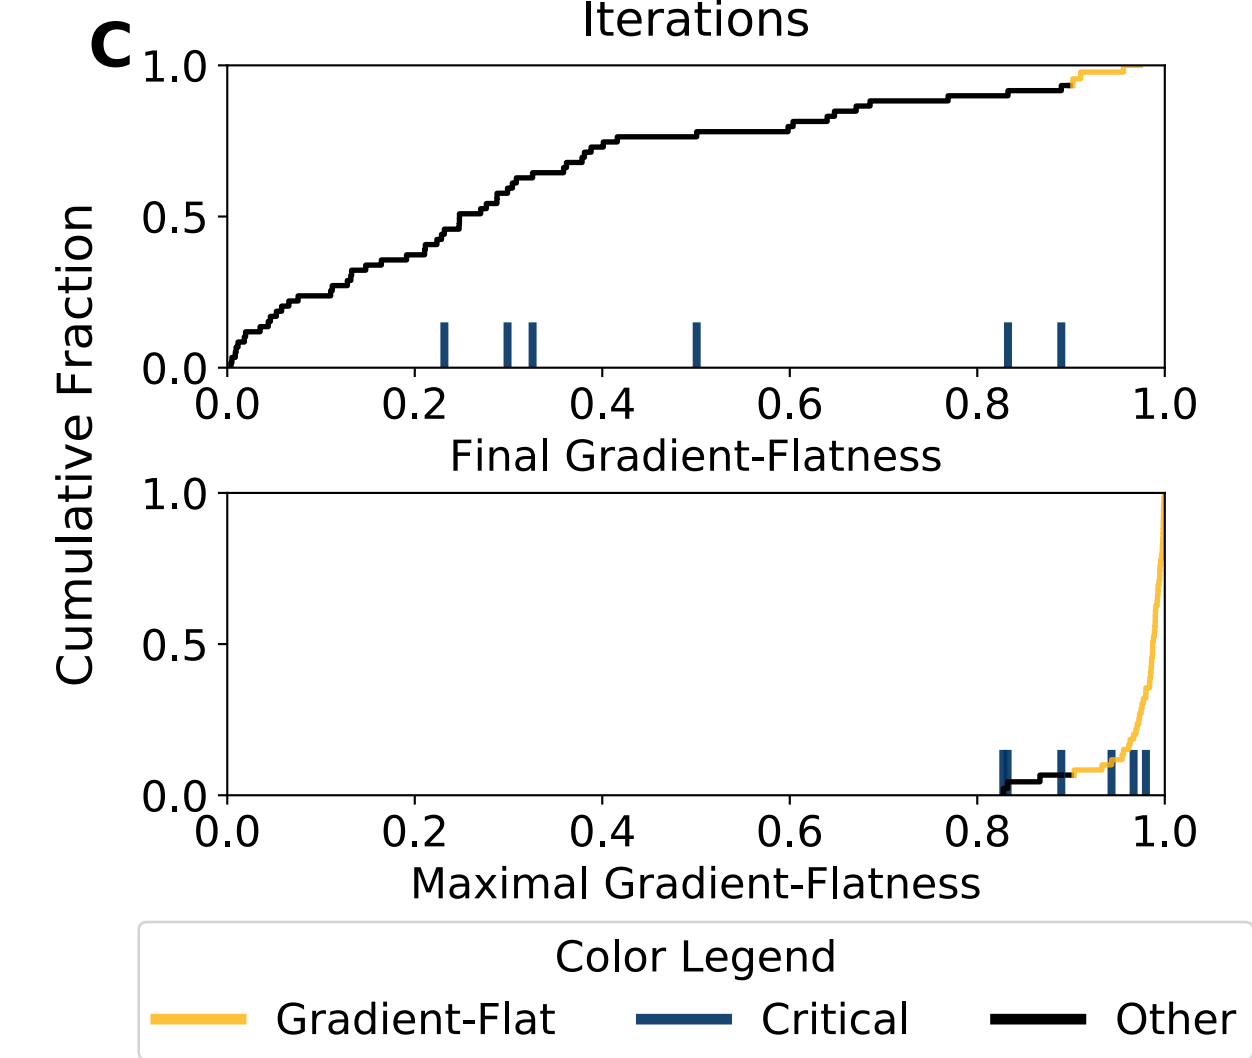 Iterations
C
1.0
0.5
0.0
0.0 0.2 0.4 0.6 0.8 1.0
Final Gradient-Flatness
Cumulative Fraction
1.0
0.5
0.0
0.0 0.2 0.4 0.6 0.8 1.0
Maximal Gradient-Flatness
Color Legend
Gradient-Flat Critical Other